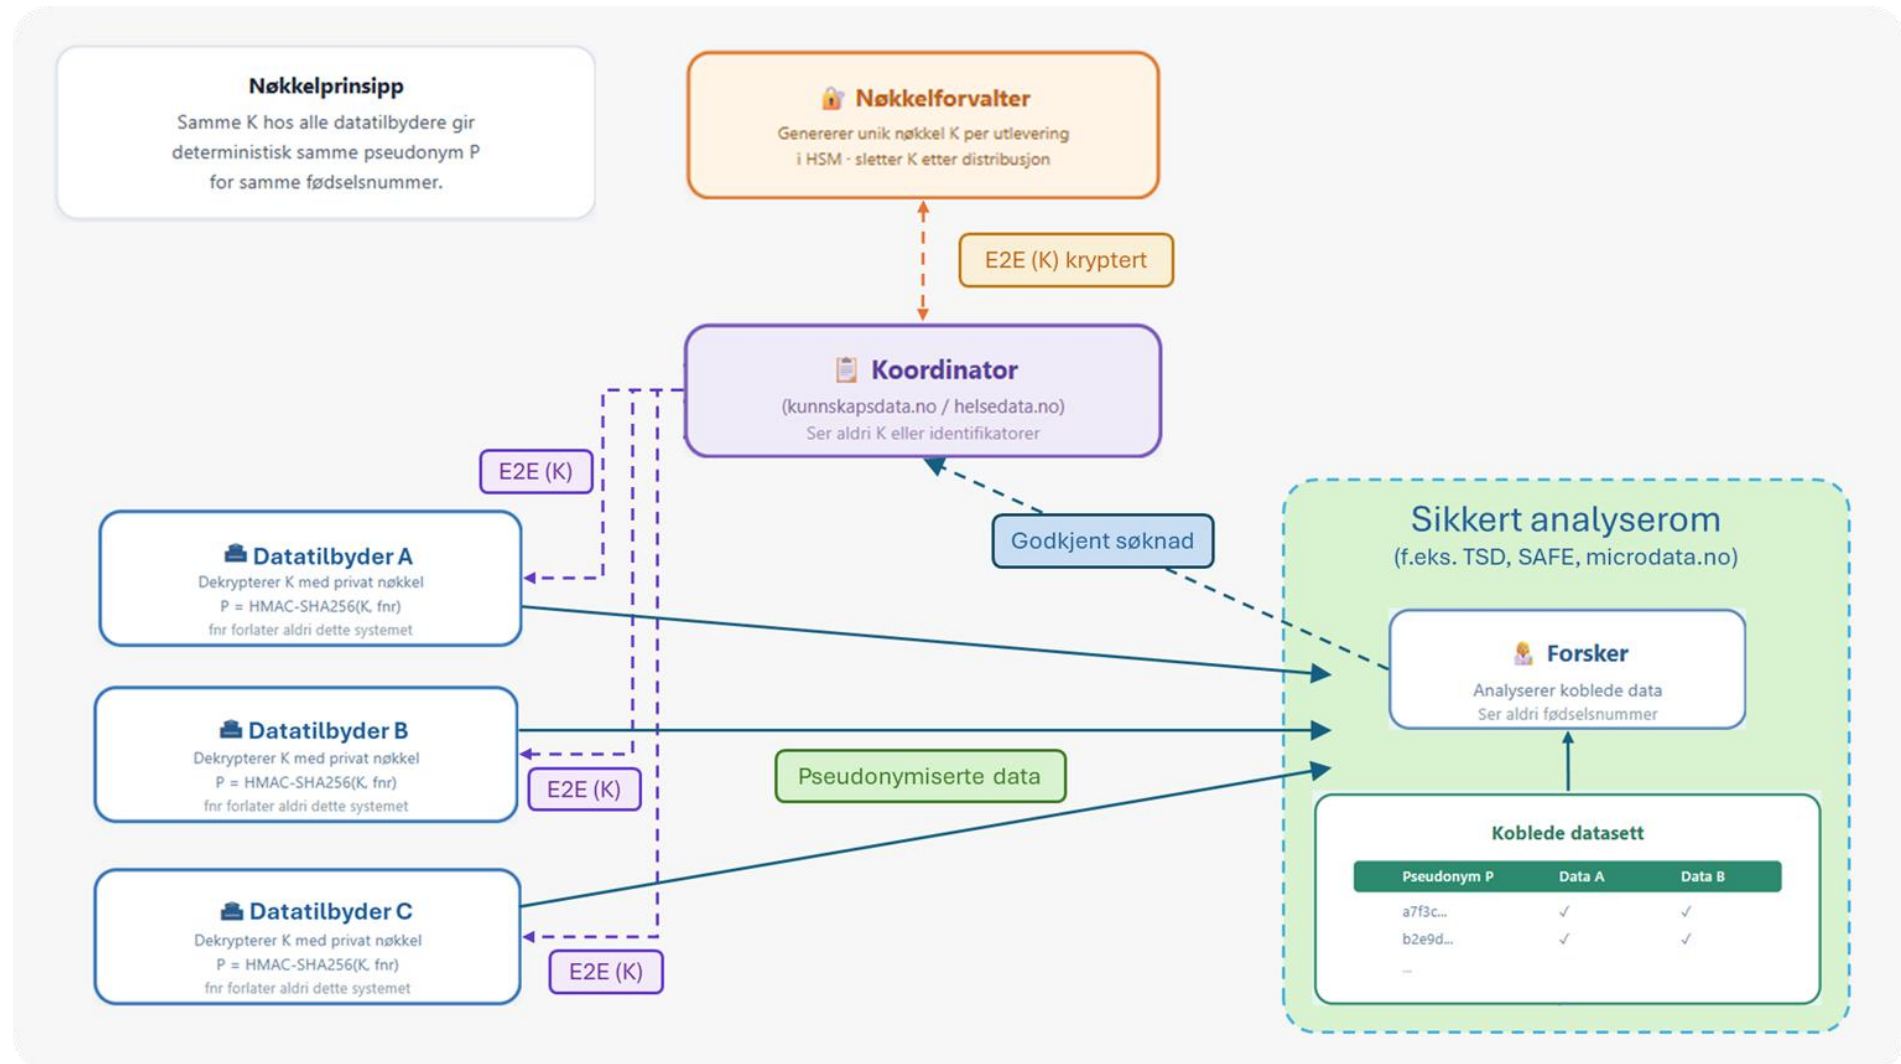 Nøkkelprinsipp
Samme K hos alle datatilbydere gir
deterministisk samme pseudonym P
for samme fødselsnummer.
Nøkkelforvalter
Genererer unik nøkkel K per utlevering
i HSM · sletter K etter distribusjon
E2E (K) kryptert
Koordinator
(kunnskapsdata.no / helsedata.no)
Ser aldri K eller identifikatorer
E2E (K)
Datatilbyder A
Dekrypterer K med privat nøkkel
P = HMAC-SHA256(K, fnr)
fnr forlater aldri dette systemet
Datatilbyder B
Dekrypterer K med privat nøkkel
P = HMAC-SHA256(K, fnr)
fnr forlater aldri dette systemet
E2E (K)
Datatilbyder C
Dekrypterer K med privat nøkkel
P = HMAC-SHA256(K, fnr)
fnr forlater aldri dette systemet
E2E (K)
Godkjent søknad
Pseudonymiserte data
Sikkert analyserom
(f.eks. TSD, SAFE, microdata.no)
Forsker
Analyserer koblede data
Ser aldri fødselsnummer
Koblede datasett
Pseudonym P Data A Data B
a7f3c... ✓ ✓
b2e9d... ✓ ✓
...